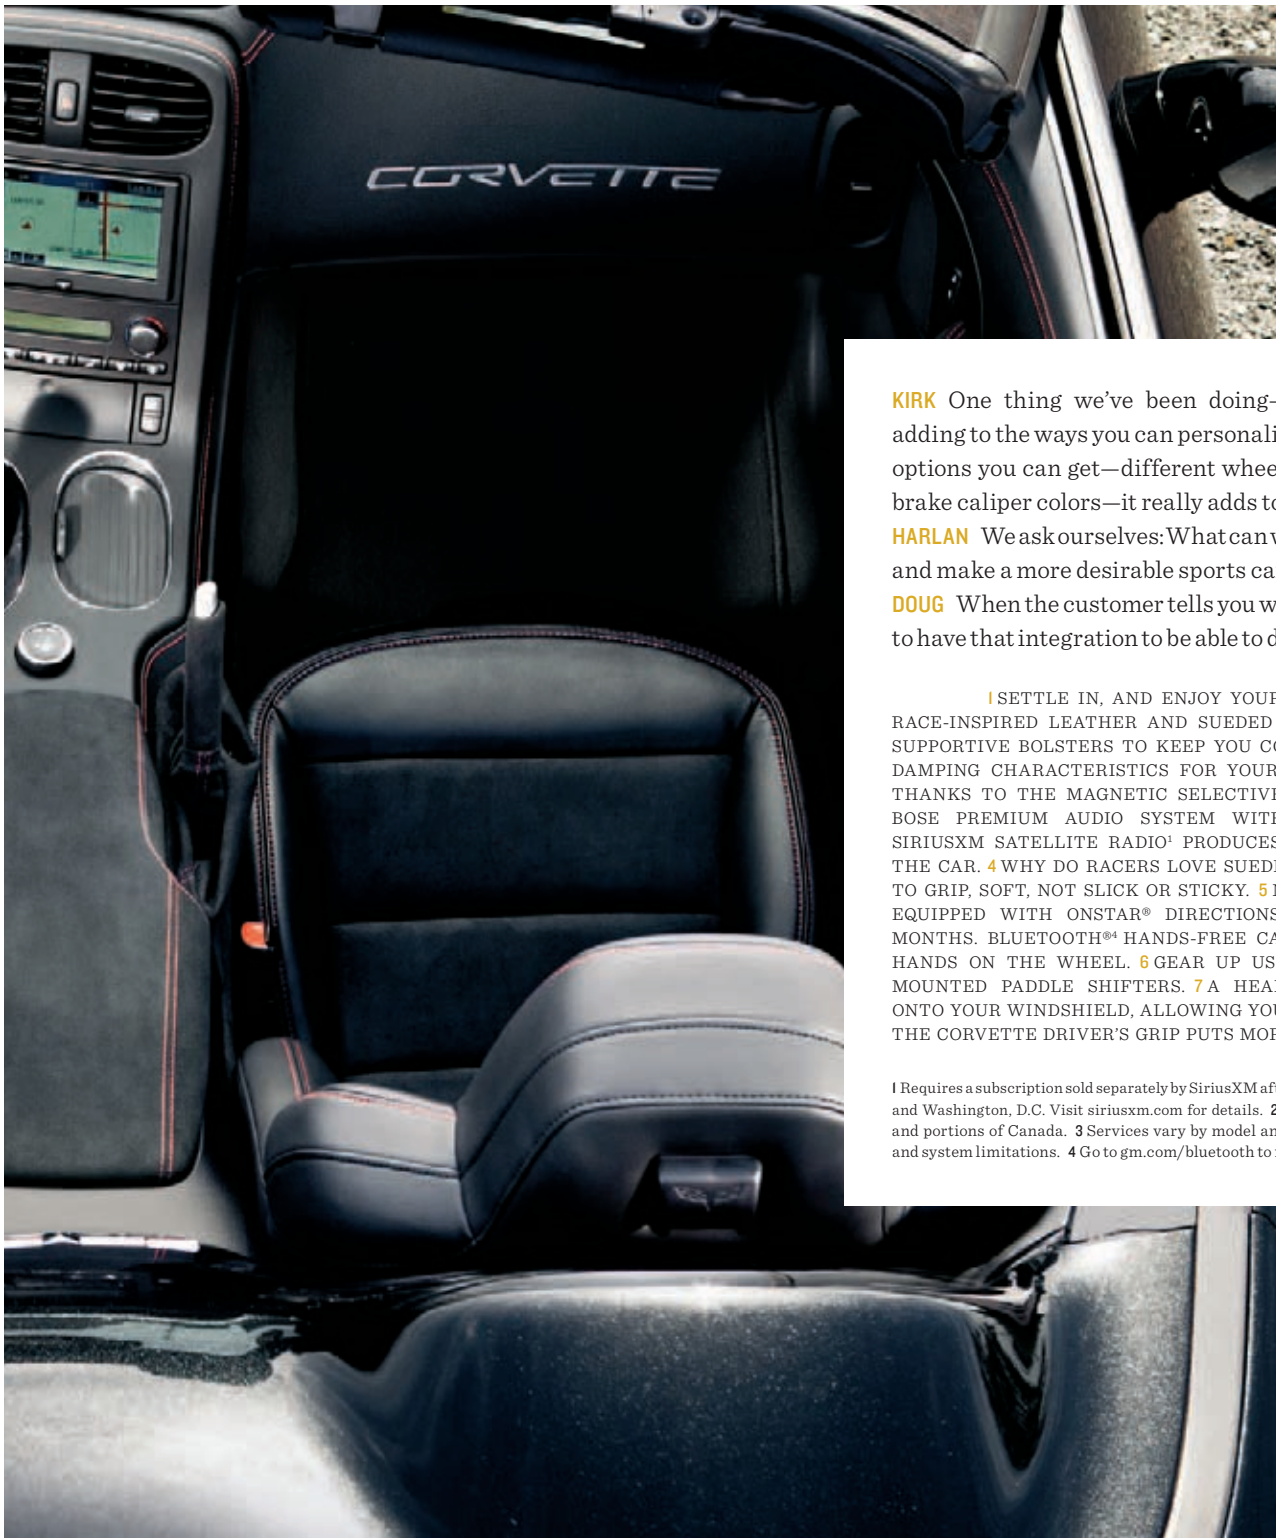 CORVETTE
KIRK One thing we've been doing—
adding to the ways you can personali
options you can get—different whee
brake caliper colors—it really adds to
HARLAN We ask ourselves: What can w
and make a more desirable sports ca
DOUG When the customer tells you w
to have that integration to be able to d
1 SETTLE IN, AND ENJOY YOUR
RACE-INSPIRED LEATHER AND SUEDED
SUPPORTIVE BOLSTERS TO KEEP YOU CO
DAMPING CHARACTERISTICS FOR YOUR
THANKS TO THE MAGNETIC SELECTIVE
BOSE PREMIUM AUDIO SYSTEM WITH
SIRIUSXM SATELLITE RADIO¹ PRODUCES
THE CAR. 4 WHY DO RACERS LOVE SUEDE
TO GRIP, SOFT, NOT SLICK OR STICKY. 5
EQUIPPED WITH ONSTAR® DIRECTIONS
MONTHS. BLUETOOTH®⁴ HANDS-FREE CA
HANDS ON THE WHEEL. 6 GEAR UP US
MOUNTED PADDLE SHIFTERS. 7 A HEA
ONTO YOUR WINDSHIELD, ALLOWING YOU
THE CORVETTE DRIVER'S GRIP PUTS MOR
1 Requires a subscription sold separately by SiriusXM aft
and Washington, D.C. Visit siriusxm.com for details. 2
and portions of Canada. 3 Services vary by model an
and system limitations. 4 Go to gm.com/bluetooth to